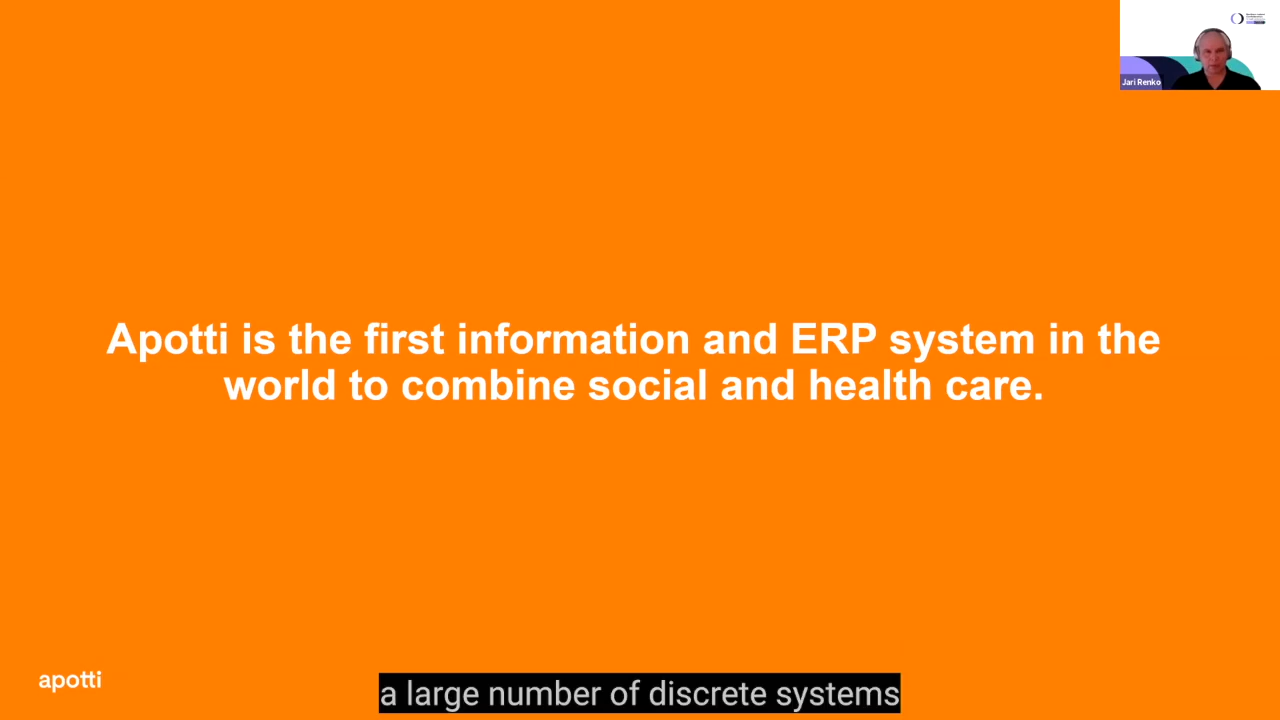 Jari Renko
Apotti is the first information and ERP system in the
world to combine social and health care.
apotti
a large number of discrete systems